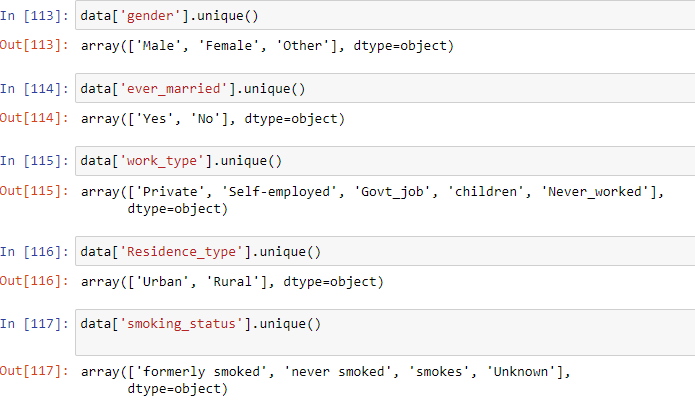 In [113]: data['gender'].unique()
Out[113]: array(['Male', 'Female', 'Other'], dtype=object)
In [114]: data['ever_married'].unique()
Out[114]: array(['Yes', 'No'], dtype=object)
In [115]: data['work_type'].unique()
Out[115]: array(['Private', 'Self-employed', 'Govt_job', 'children', 'Never_worked'],
dtype=object)
In [116]: data['Residence_type'].unique()
Out[116]: array(['Urban', 'Rural'], dtype=object)
In [117]: data['smoking_status'].unique()
Out[117]: array(['formerly smoked', 'never smoked', 'smokes', 'Unknown'],
dtype=object)